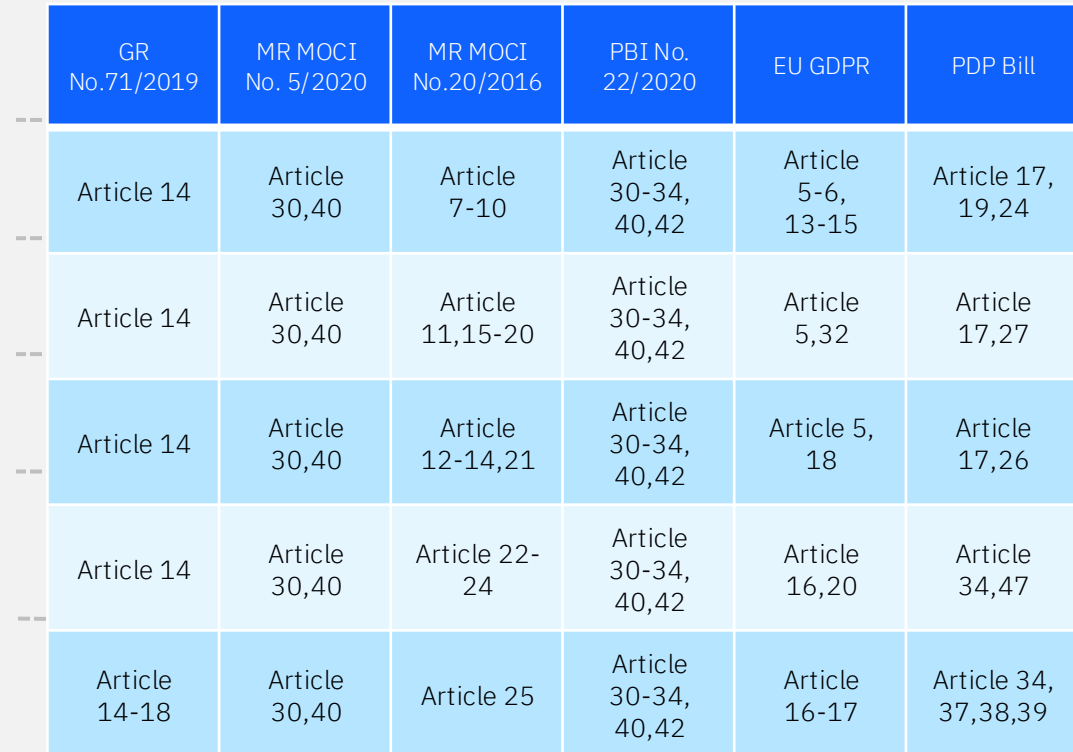 GR
No.71/2019
MR MOCI
No. 5/2020
MR MOCI
No.20/2016
PBI No.
22/2020
EU GDPR
PDP Bill
Article 14
Article
30,40
Article
7-10
Article
30-34,
40,42
Article
5-6,
13-15
Article 17,
19,24
Article 14
Article
30,40
Article
11,15-20
Article
30-34,
40,42
Article
5,32
Article
17,27
Article 14
Article
30,40
Article
12-14,21
Article
30-34,
40,42
Article 5,
18
Article
17,26
Article 14
Article
30,40
Article 22-
24
Article
30-34,
40,42
Article
16,20
Article
34,47
Article
14-18
Article
30,40
Article 25
Article
30-34,
40,42
Article
16-17
Article 34,
37,38,39